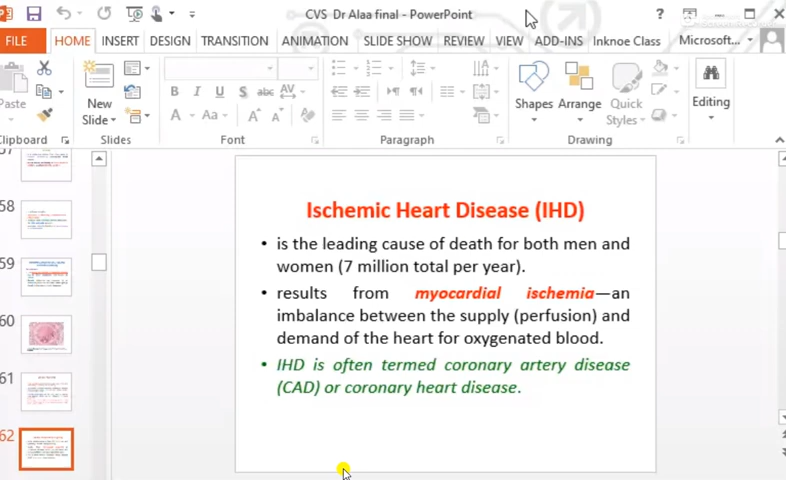 CVS Dr Alaa final - PowerPoint
FILE HOME INSERT DESIGN TRANSITION ANIMATION SLIDE SHOW REVIEW VIEW ADD-INS Inknoe Class Microsoft...
Paste
New
Slide
Shapes Arrange Quick
Styles
Editing
Clipboard Slides Font Paragraph Drawing
58
59
60
61
62
Ischemic Heart Disease (IHD)
• is the leading cause of death for both men and
women (7 million total per year).
• results from myocardial ischemia—an
imbalance between the supply (perfusion) and
demand of the heart for oxygenated blood.
• IHD is often termed coronary artery disease
(CAD) or coronary heart disease.